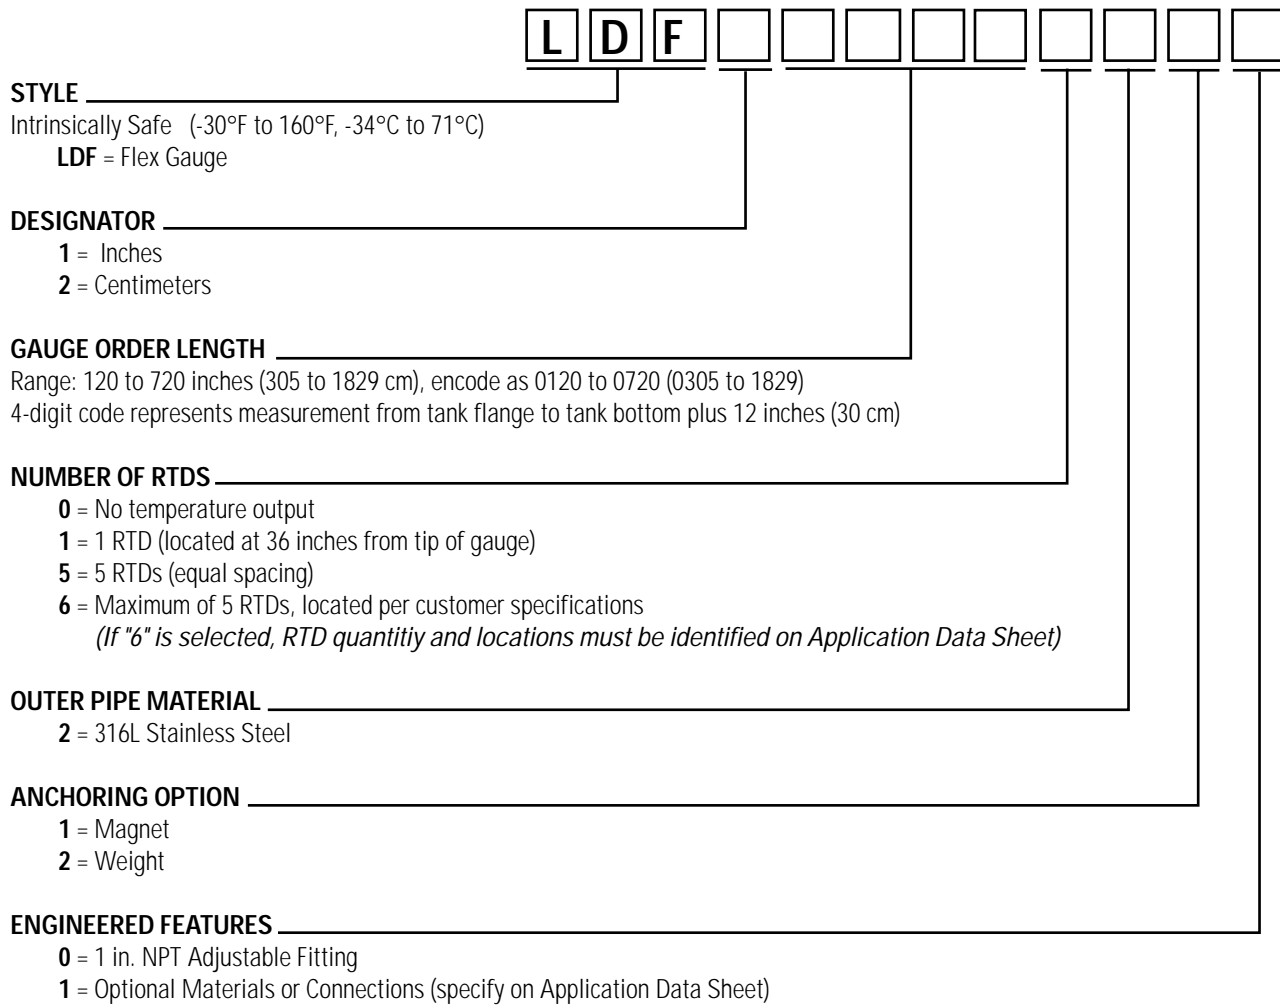 L D F
STYLE
Intrinsically Safe (-30°F to 160°F, -34°C to 71°C)
LDF = Flex Gauge
DESIGNATOR
1 = Inches
2 = Centimeters
GAUGE ORDER LENGTH
Range: 120 to 720 inches (305 to 1829 cm), encode as 0120 to 0720 (0305 to 1829)
4-digit code represents measurement from tank flange to tank bottom plus 12 inches (30 cm)
NUMBER OF RTDS
0 = No temperature output
1 = 1 RTD (located at 36 inches from tip of gauge)
5 = 5 RTDs (equal spacing)
6 = Maximum of 5 RTDs, located per customer specifications
(If "6" is selected, RTD quantitiy and locations must be identified on Application Data Sheet)
OUTER PIPE MATERIAL
2 = 316L Stainless Steel
ANCHORING OPTION
1 = Magnet
2 = Weight
ENGINEERED FEATURES
0 = 1 in. NPT Adjustable Fitting
1 = Optional Materials or Connections (specify on Application Data Sheet)